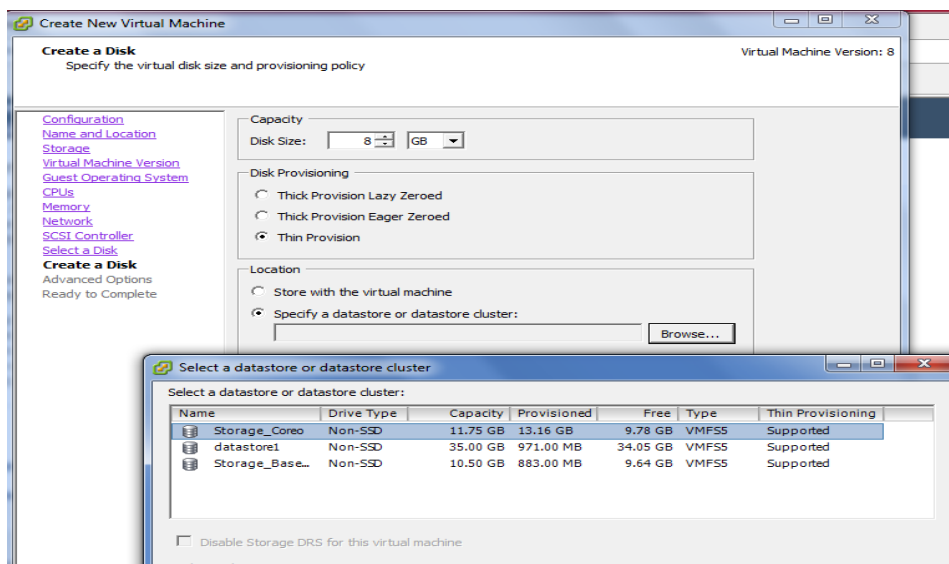 Create New Virtual Machine
Create a Disk
Specify the virtual disk size and provisioning policy
Virtual Machine Version: 8
Configuration
Name and Location
Storage
Virtual Machine Version
Guest Operating System
CPUs
Memory
Network
SCSI Controller
Select a Disk
Create a Disk
Advanced Options
Ready to Complete
Capacity
Disk Size: 8 GB
Disk Provisioning
Thick Provision Lazy Zeroed
Thick Provision Eager Zeroed
Thin Provision
Location
Store with the virtual machine
Specify a datastore or datastore cluster:
Browse...
Select a datastore or datastore cluster
Select a datastore or datastore cluster:
Name Drive Type Capacity Provisioned Free Type Thin Provisioning
Storage_Coreo Non-SSD 11.75 GB 13.16 GB 9.78 GB VMFS5 Supported
datastore1 Non-SSD 35.00 GB 971.00 MB 34.05 GB VMFS5 Supported
Storage_Base... Non-SSD 10.50 GB 883.00 MB 9.64 GB VMFS5 Supported
Disable Storage DRS for this virtual machine